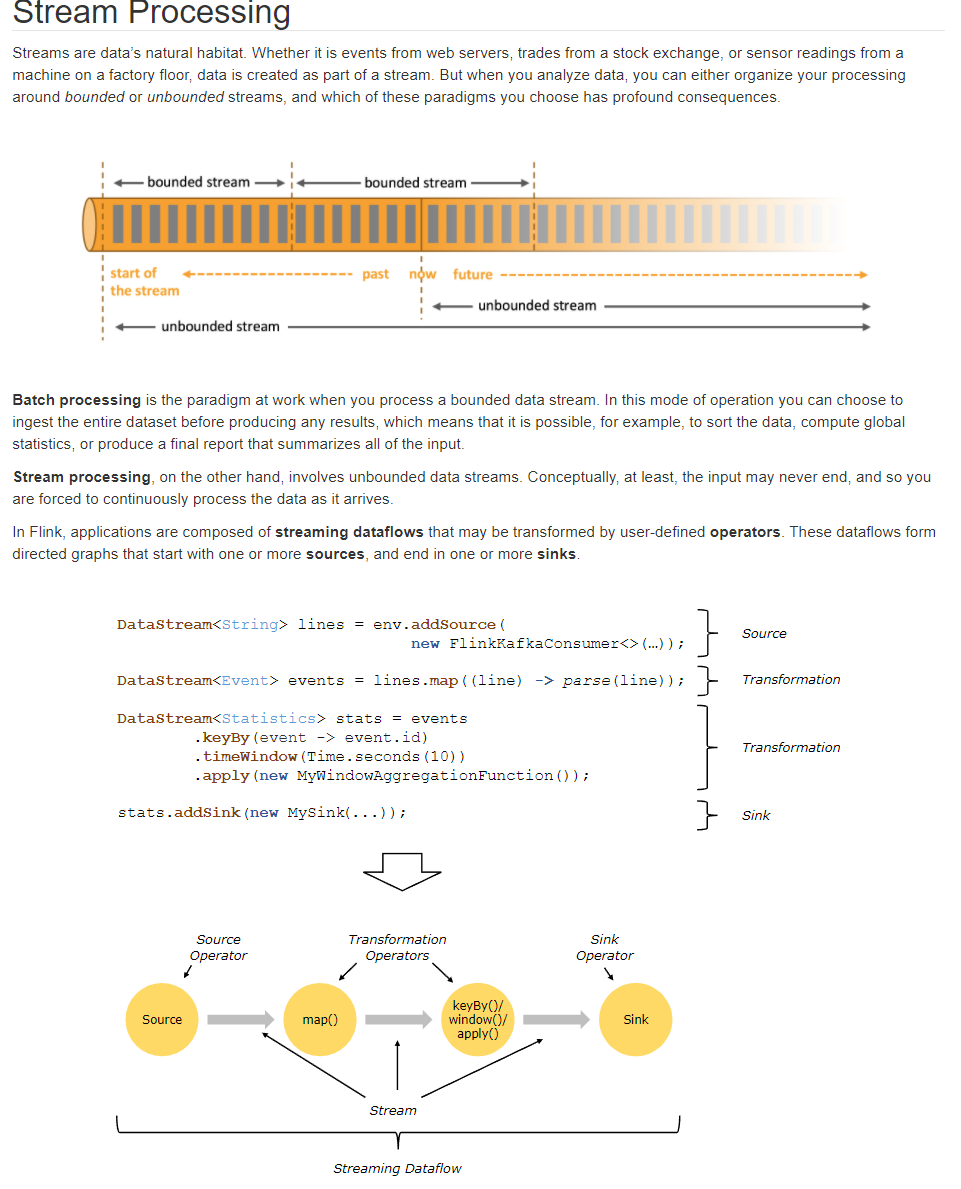 Stream Processing
Streams are data's natural habitat. Whether it is events from web servers, trades from a stock exchange, or sensor readings from a
machine on a factory floor, data is created as part of a stream. But when you analyze data, you can either organize your processing
around bounded or unbounded streams, and which of these paradigms you choose has profound consequences.
bounded stream bounded stream
start of past now future
the stream
unbounded stream
unbounded stream
Batch processing is the paradigm at work when you process a bounded data stream. In this mode of operation you can choose to
ingest the entire dataset before producing any results, which means that it is possible, for example, to sort the data, compute global
statistics, or produce a final report that summarizes all of the input.
Stream processing, on the other hand, involves unbounded data streams. Conceptually, at least, the input may never end, and so you
are forced to continuously process the data as it arrives.
In Flink, applications are composed of streaming dataflows that may be transformed by user-defined operators. These dataflows form
directed graphs that start with one or more sources, and end in one or more sinks.
DataStream<String> lines = env.addSource(
new FlinkKafkaConsumer<>(…));
Source
DataStream<Event> events = lines.map((line) -> parse(line));
Transformation
DataStream<Statistics> stats = events
.keyBy(event -> event.id)
.timeWindow(Time.seconds(10))
.apply(new MyWindowAggregationFunction());
Transformation
stats.addSink(new MySink(...));
Sink
Source
Operator
Transformation
Operators
Sink
Operator
Source
map()
keyBy()/
window()/
apply()
Sink
Stream
Streaming Dataflow